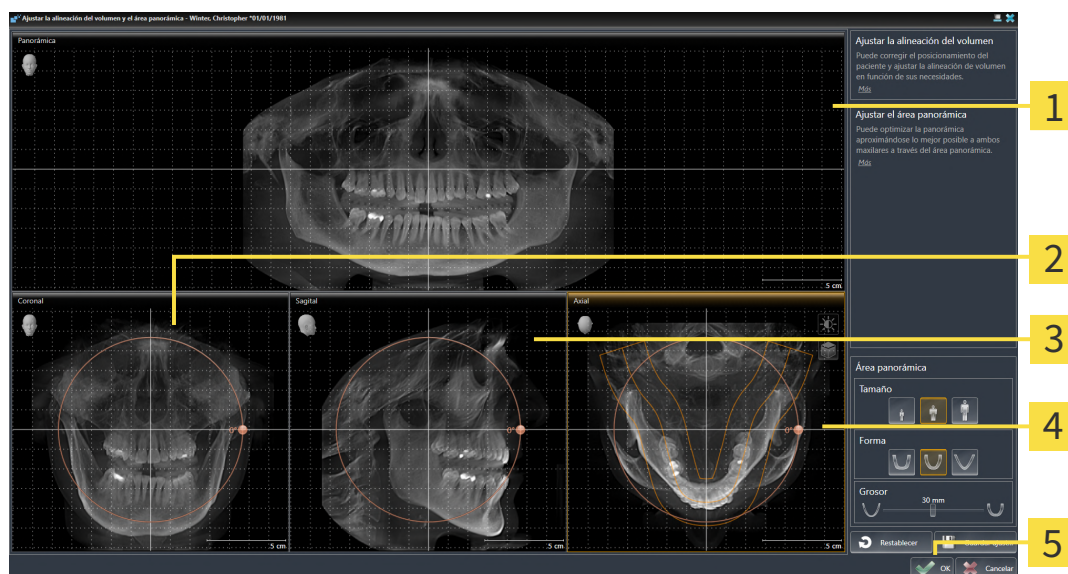 Ajustar la alineación del volumen y el área panorámica - Winter, Christopher *01/01/1981
Panorámica
5 cm
Ajustar la alineación del volumen
Puede corregir el posicionamiento del
paciente y ajustar la alineación de volumen
en función de sus necesidades.
Más
1
Ajustar el área panorámica
Puede optimizar la panorámica
aproximándose lo mejor posible a ambos
maxilares a través del área panorámica.
Más
2
Coronal
0°
5 cm
Sagital
0°
5 cm
Axial
0°
5 cm
3
Área panorámica
Tamaño
4
Forma
Grosor
30 mm
Restablecer
5
OK
Cancelar